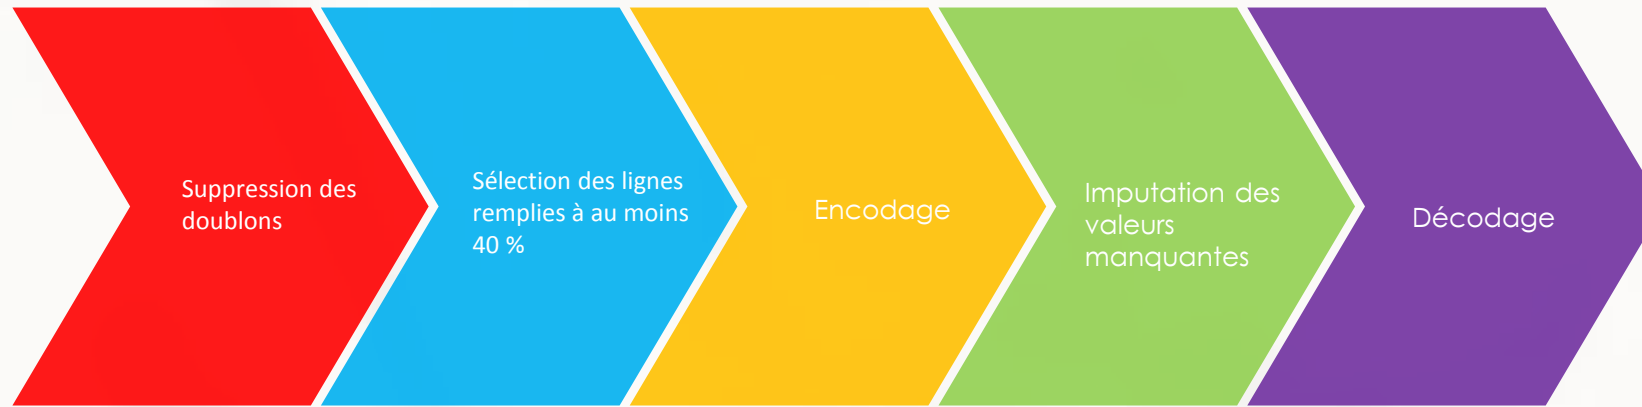 Suppression des
doublons
Sélection des lignes
remplies à au moins
40 %
Encodage
Imputation des
valeurs
manquantes
Décodage